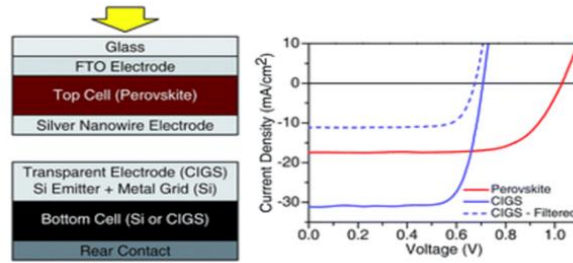 Glass
FTO Electrode
Top Cell (Perovskite)
Silver Nanowire Electrode
Transparent Electrode (CIGS)
Si Emitter + Metal Grid (Si)
Bottom Cell (Si or CIGS)
Rear Contact
Current Density (mA/cm²)
10
0
-10
-20
-30
Perovskite
CIGS
CIGS - Filtered
0.0
0.2
0.4
0.6
0.8
1.0
Voltage (V)